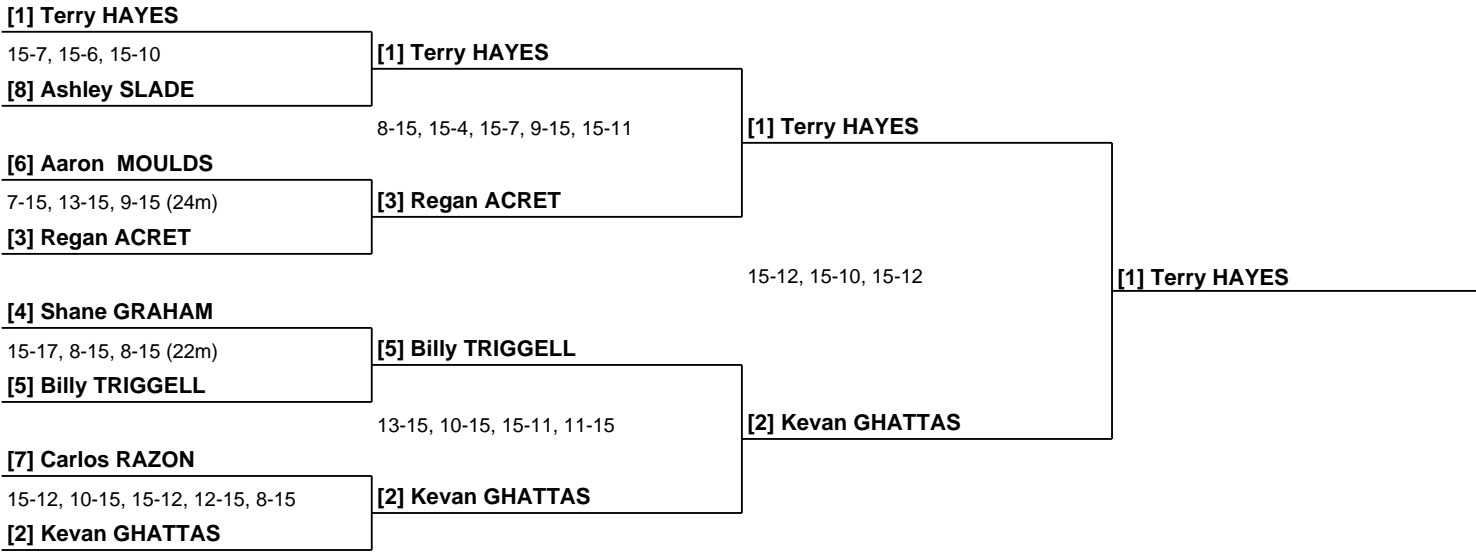 [1] Terry HAYES
15-7, 15-6, 15-10
[8] Ashley SLADE
[6] Aaron  MOULDS
7-15, 13-15, 9-15 (24m)
[3] Regan ACRET
[4] Shane GRAHAM
15-17, 8-15, 8-15 (22m)
[5] Billy TRIGGELL
[7] Carlos RAZON
15-12, 10-15, 15-12, 12-15, 8-15
[2] Kevan GHATTAS
[1] Terry HAYES
8-15, 15-4, 15-7, 9-15, 15-11
[3] Regan ACRET
[5] Billy TRIGGELL
13-15, 10-15, 15-11, 11-15
[2] Kevan GHATTAS
[1] Terry HAYES
15-12, 15-10, 15-12
[2] Kevan GHATTAS
[1] Terry HAYES